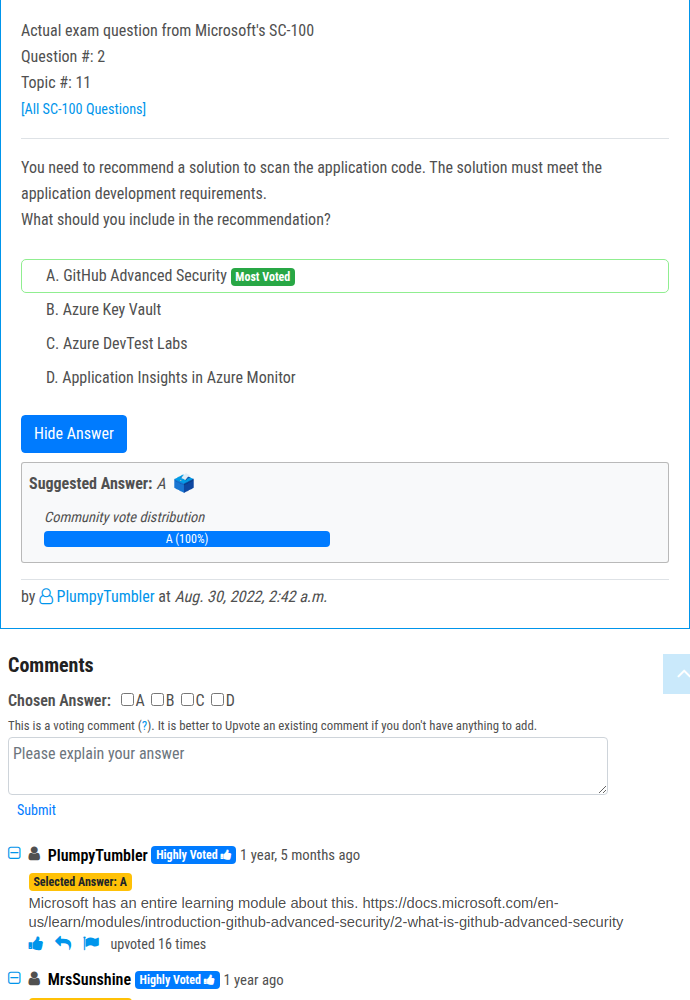 Actual exam question from Microsoft's SC-100
Question #: 2
Topic #: 11
[All SC-100 Questions]
You need to recommend a solution to scan the application code. The solution must meet the
application development requirements.
What should you include in the recommendation?
A. GitHub Advanced Security Most Voted
B. Azure Key Vault
C. Azure DevTest Labs
D. Application Insights in Azure Monitor
Hide Answer
Suggested Answer: A
Community vote distribution
A (100%)
by PlumpyTumbler at Aug. 30, 2022, 2:42 a.m.
Comments
Chosen Answer: A B C D
This is a voting comment (?). It is better to Upvote an existing comment if you don't have anything to add.
Please explain your answer
Submit
PlumpyTumbler Highly Voted 1 year, 5 months ago
Selected Answer: A
Microsoft has an entire learning module about this. https://docs.microsoft.com/en-
us/learn/modules/introduction-github-advanced-security/2-what-is-github-advanced-security
upvoted 16 times
MrsSunshine Highly Voted 1 year ago